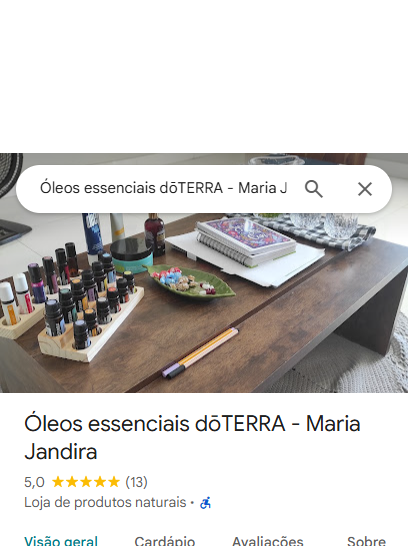 Óleos essenciais dōTERRA - Maria J
Óleos essenciais dōTERRA - Maria
Jandira
5,0 (13)
Loja de produtos naturais ·
Visão geral Cardápio Avaliações Sobre